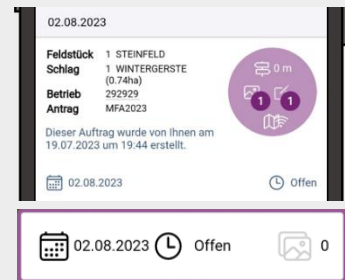 02.08.2023
Feldstück 1 STEINFELD
Schlag 1 WINTERGERSTE
(0.74ha)
Betrieb 292929
Antrag MFA2023
0 m
1 1
Dieser Auftrag wurde von Ihnen am
19.07.2023 um 19:44 erstellt.
02.08.2023 Offen
02.08.2023 Offen 0